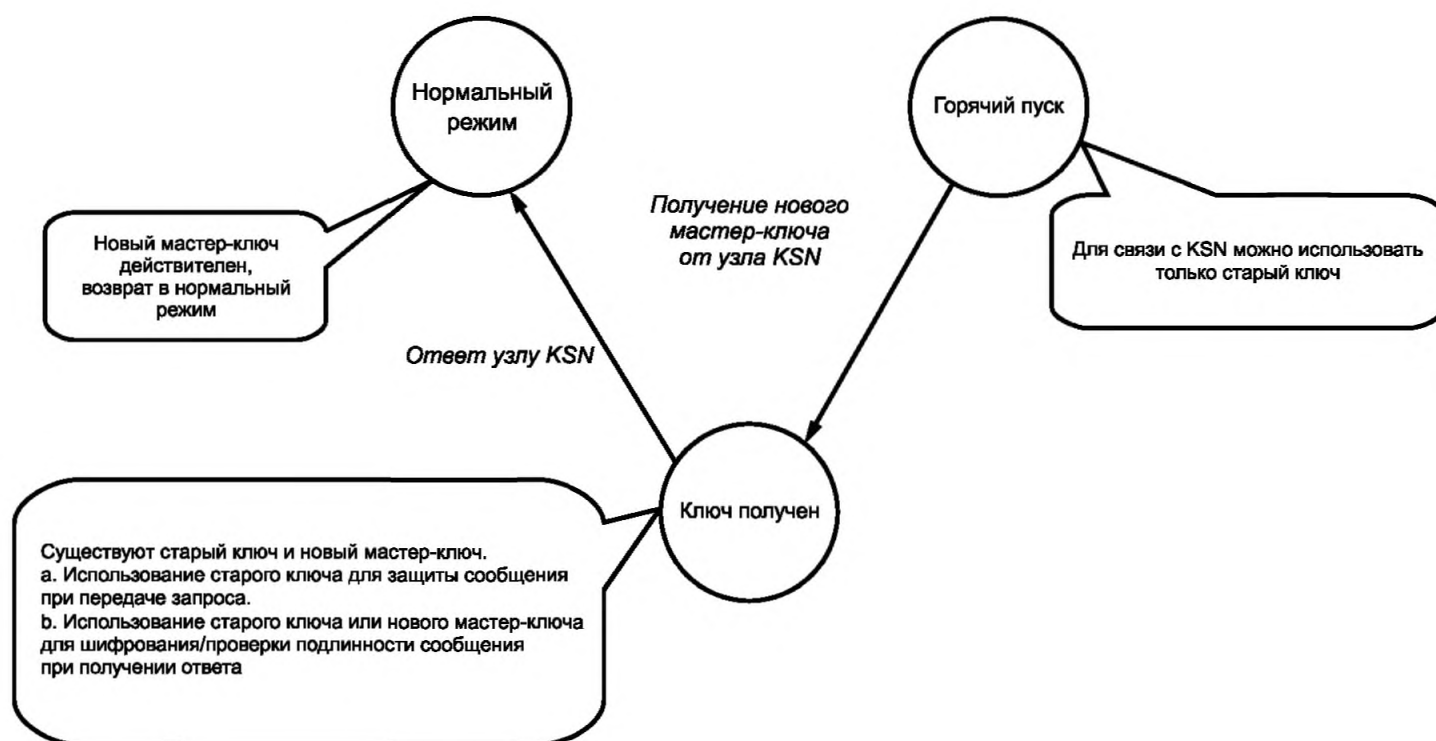 Нормальный
режим
Горячий пуск
Получение нового
мастер-ключа
от узла KSN
Новый мастер-ключ
действителен,
возврат в нормальный
режим
Для связи с KSN можно использовать
только старый ключ
Ответ узлу KSN
Ключ получен
Существуют старый ключ и новый мастер-ключ.
a. Использование старого ключа для защиты сообщения
при передаче запроса.
b. Использование старого ключа или нового мастер-ключа
для шифрования/проверки подлинности сообщения
при получении ответа